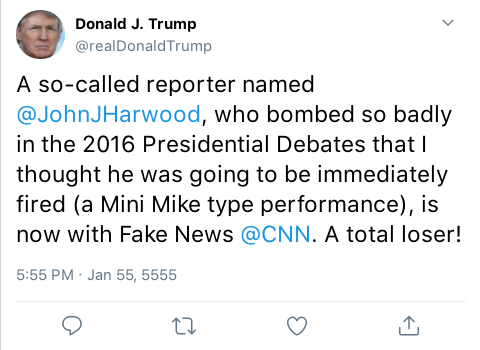 Donald J. Trump
@realDonaldTrump
A so-called reporter named
@JohnJHarwood, who bombed so badly
in the 2016 Presidential Debates that I
thought he was going to be immediately
fired (a Mini Mike type performance), is
now with Fake News @CNN. A total loser!
5:55 PM · Jan 55, 5555